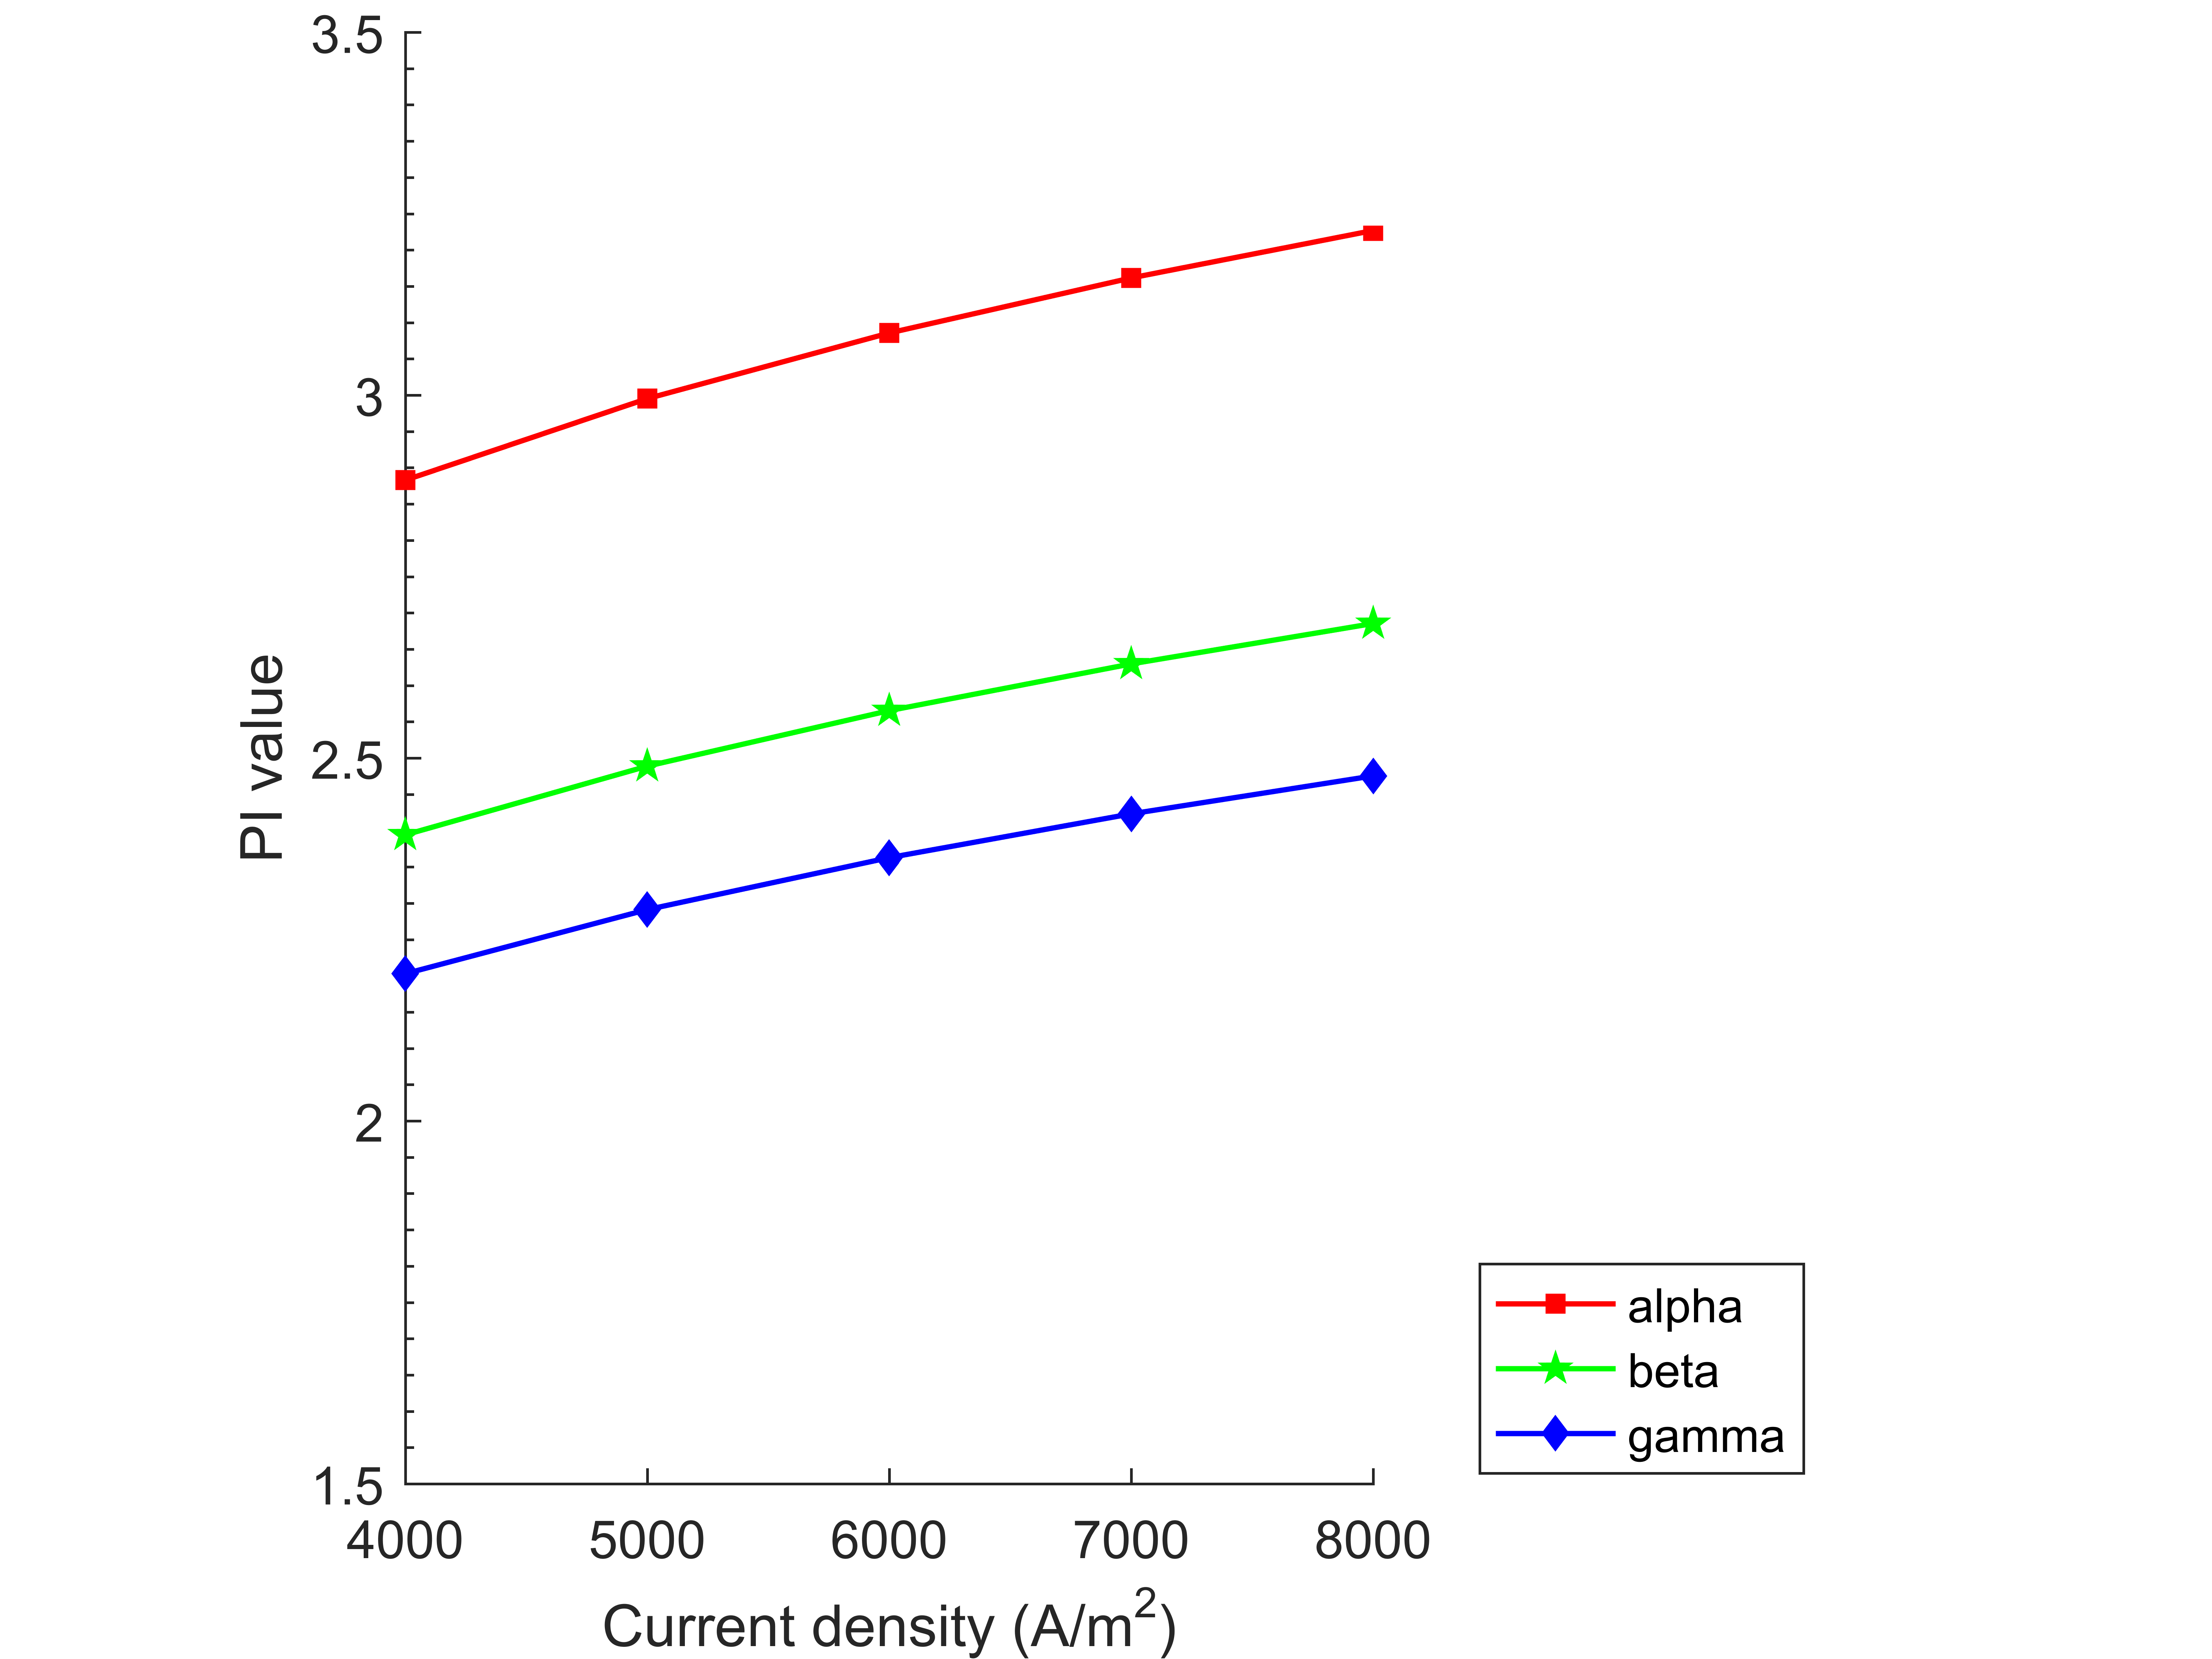 3.5
3
2.5
2
1.5
PI value
4000 5000 6000 7000 8000
Current density (A/m²)
alpha
beta
gamma